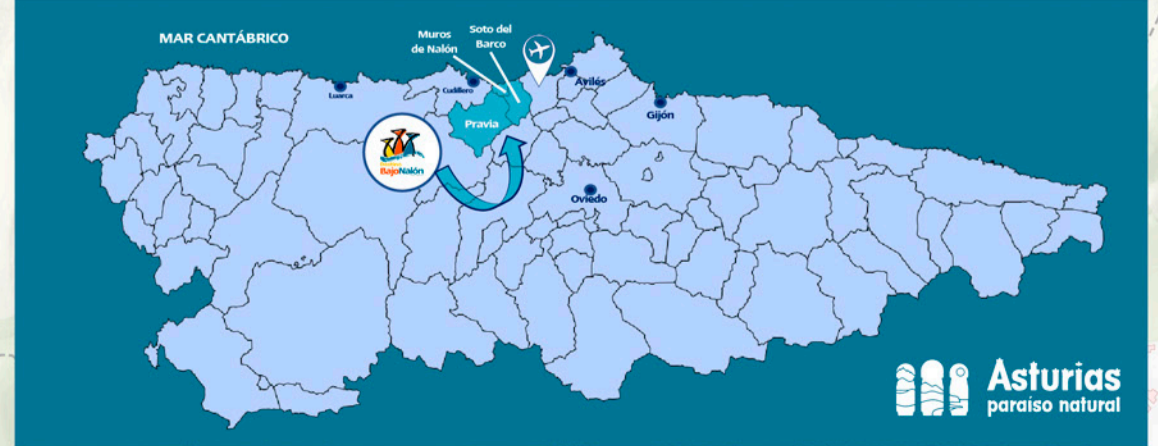 MAR CANTÁBRICO
Muros
de Nalón
Soto del
Barco
Luarca
Cudillero
Avilés
Gijón
Pravia
BajoNalón
Oviedo
Asturias
paraíso natural